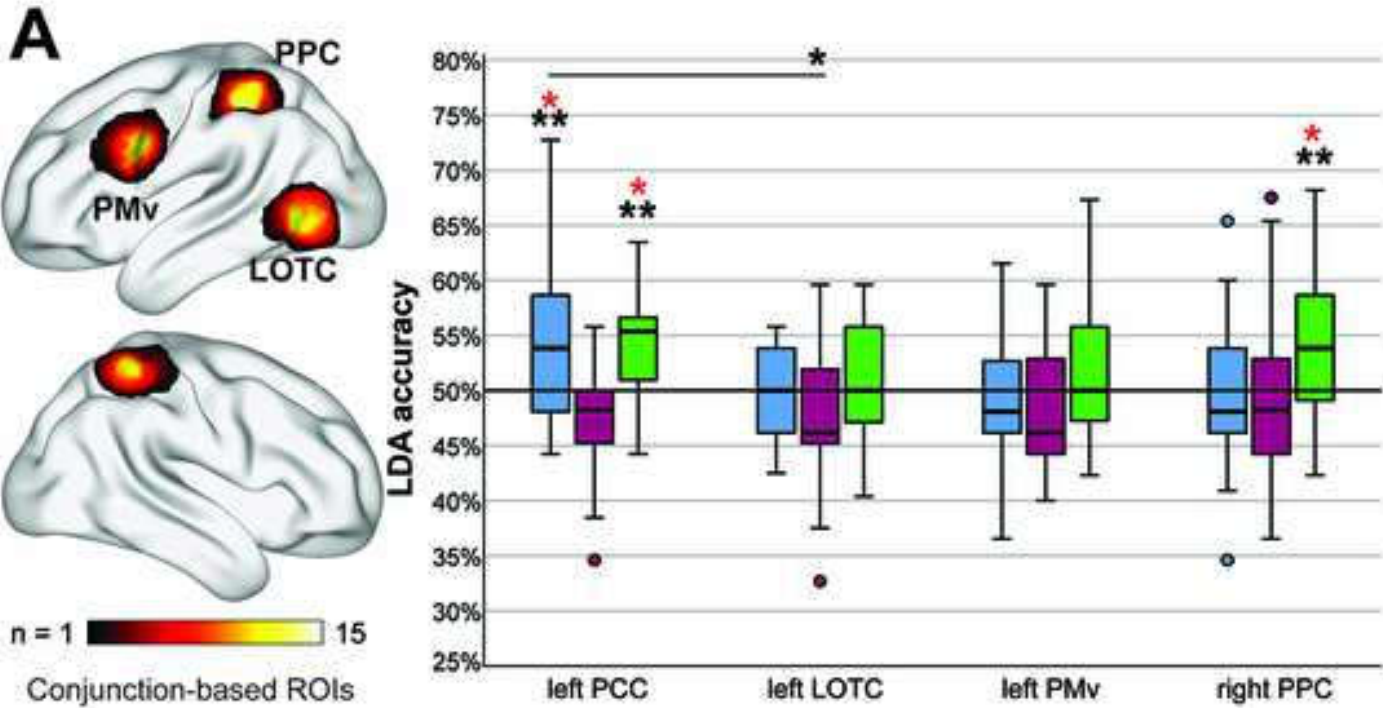 A
PPC
PMv
LOTC
n = 1
15
Conjunction-based ROIs
LDA accuracy
80%
75%
70%
65%
60%
55%
50%
45%
40%
35%
30%
25%
*
*
**
*
**
*
**
left PCC
left LOTC
left PMv
right PPC